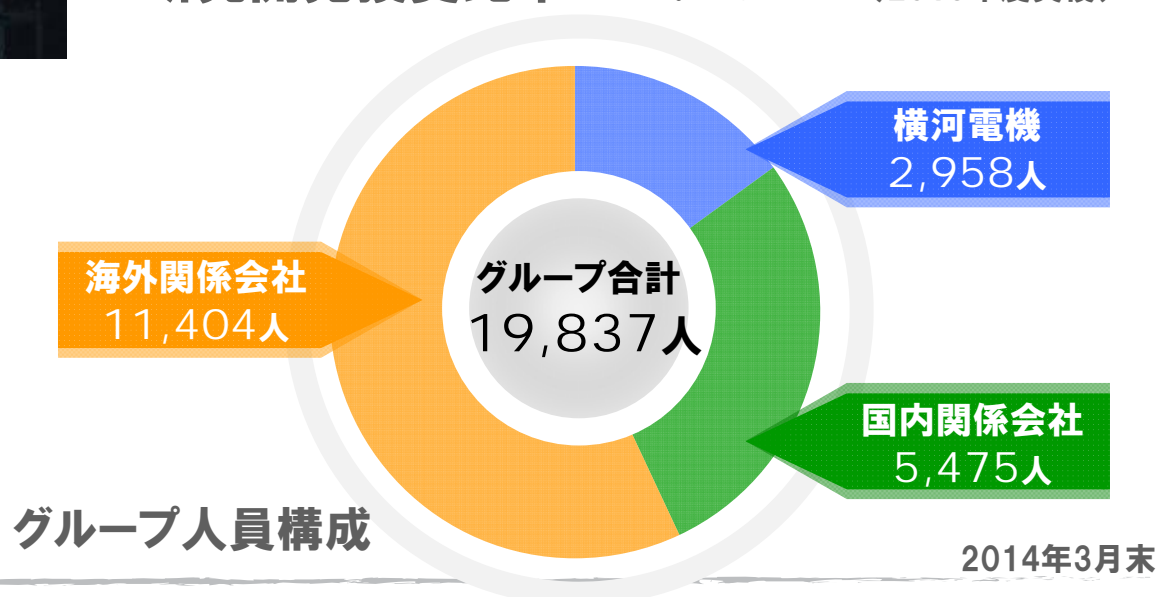 横河電機
2,958人
海外関係会社
11,404人
グループ合計
19,837人
国内関係会社
5,475人
グループ人員構成
2014年3月末